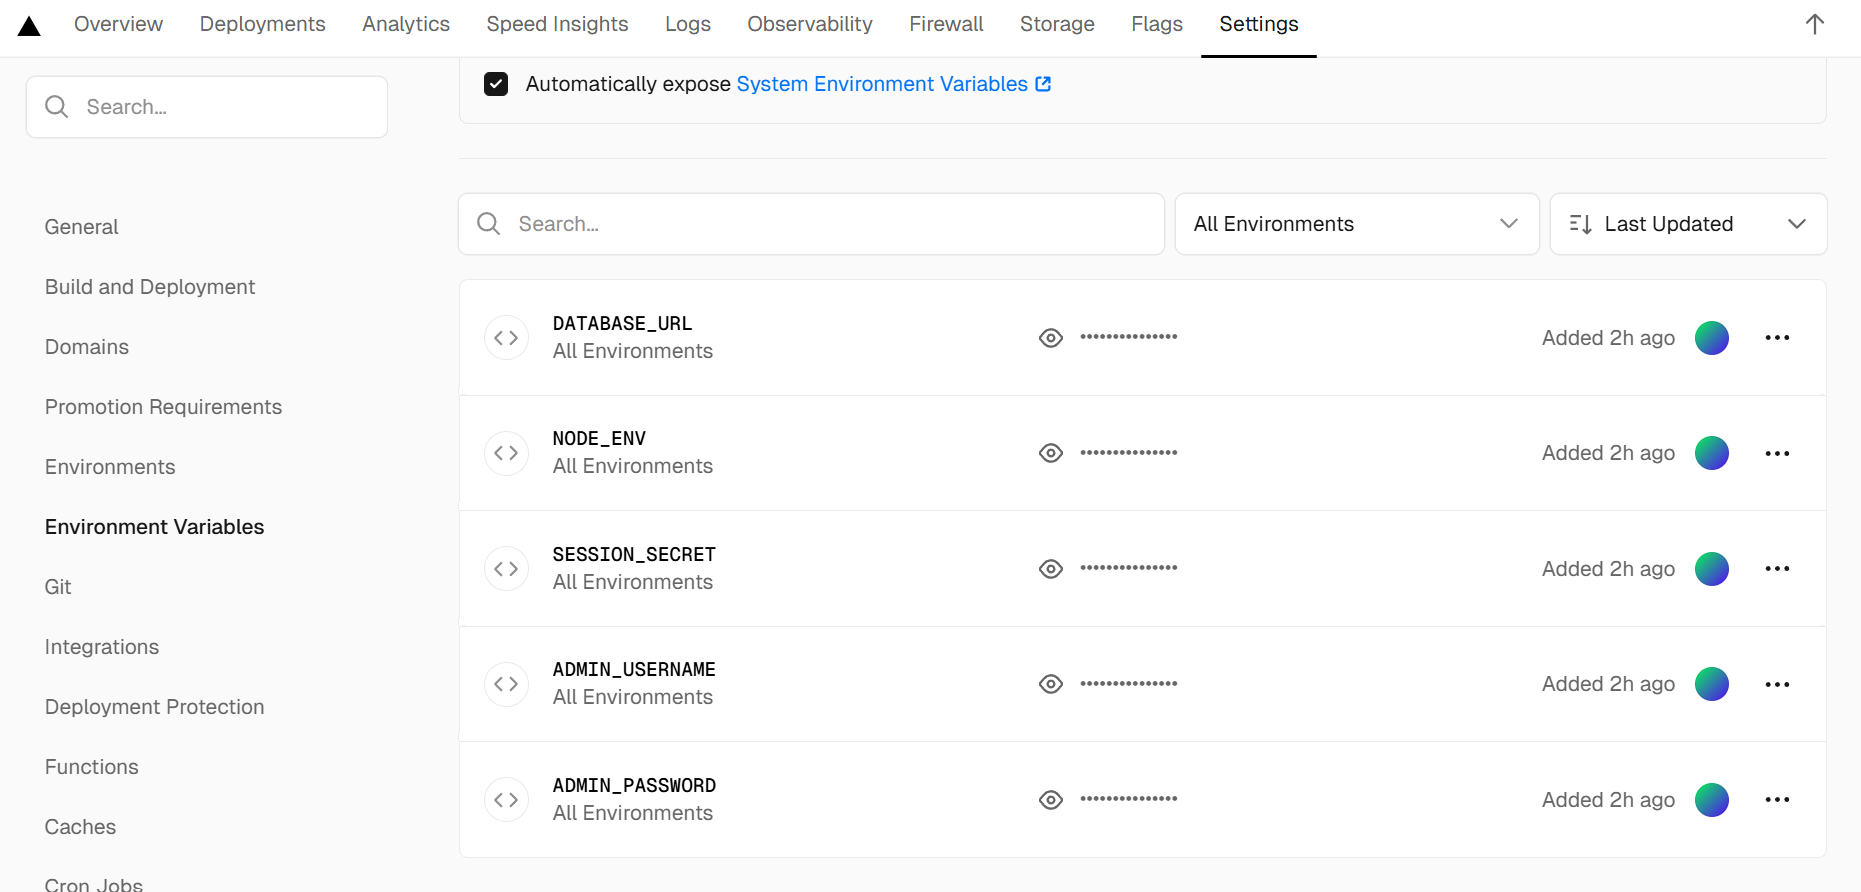 Overview Deployments Analytics Speed Insights Logs Observability Firewall Storage Flags Settings
Search...
Automatically expose System Environment Variables
General
Build and Deployment
Domains
Promotion Requirements
Environments
Environment Variables
Git
Integrations
Deployment Protection
Functions
Caches
Cron Jobs
Search...
All Environments
Last Updated
DATABASE_URL
All Environments
•••••••••••••••
Added 2h ago
NODE_ENV
All Environments
•••••••••••••••
Added 2h ago
SESSION_SECRET
All Environments
•••••••••••••••
Added 2h ago
ADMIN_USERNAME
All Environments
•••••••••••••••
Added 2h ago
ADMIN_PASSWORD
All Environments
•••••••••••••••
Added 2h ago